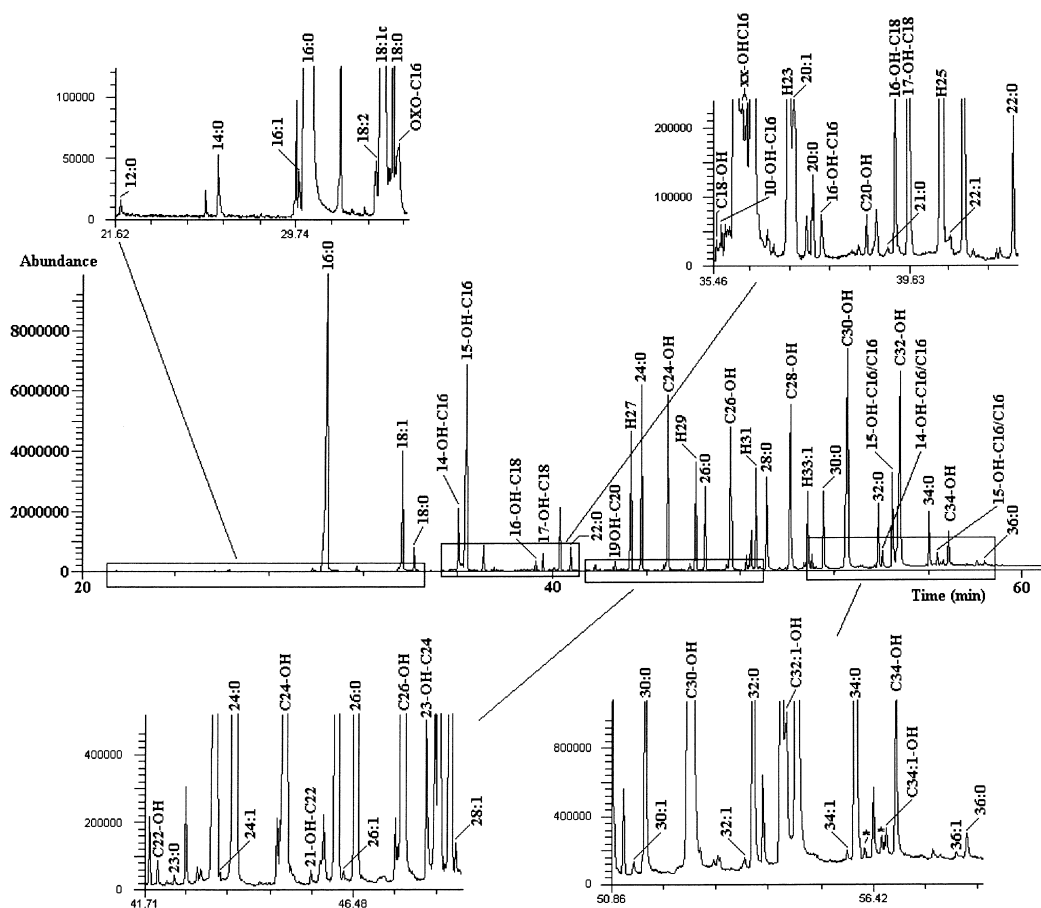 100000
50000
0
21.62
29.74
12:0
14:0
16:1
16:0
18:2
18:1c
18:0
OXO-C16
200000
100000
0
35.46
39.63
C18-OH
10-OH-C16
xx-OHC16
H23
20:1
20:0
16-OH-C16
C20-OH
21:0
16-OH-C18
17-OH-C18
H25
22:1
22:0
Abundance
8000000
6000000
4000000
2000000
0
20
40
60
Time (min)
16:0
18:1
18:0
14-OH-C16
15-OH-C16
16-OH-C18
17-OH-C18
22:0
19OH-C20
H27
24:0
C24-OH
H29
26:0
C26-OH
H31
28:0
C28-OH
H33:1
30:0
C30-OH
32:0
15-OH-C16/C16
14-OH-C16/C16
C32-OH
34:0
C34-OH
15-OH-C16/C16
36:0
400000
200000
0
41.71
46.48
C22-OH
23:0
24:0
24:1
C24-OH
21-OH-C22
26:0
26:1
C26-OH
23-OH-C24
28:1
800000
400000
0
50.86
56.42
30:0
30:1
C30-OH
32:1
32:0
C32:1-OH
34:1
34:0
*
*
C34:1-OH
C34-OH
36:1
36:0